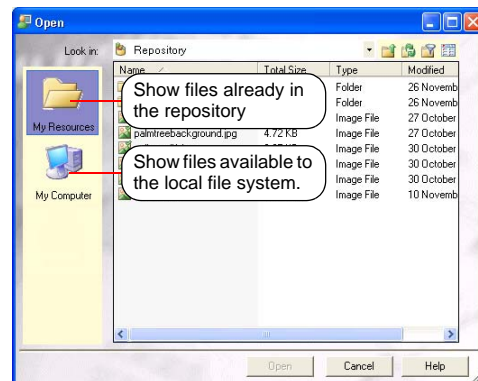 Open
Look in: Repository
Name Total Size Type Modified
Folder 26 Novemb
Folder 26 Novemb
Image File 27 October
palmtreebackground.jpg 4.72 KB Image File 27 October
Image File 30 October
Image File 30 October
Image File 30 October
Image File 10 Novemb
Show files already in
the repository
Show files available to
the local file system.
My Resources
My Computer
Open Cancel Help